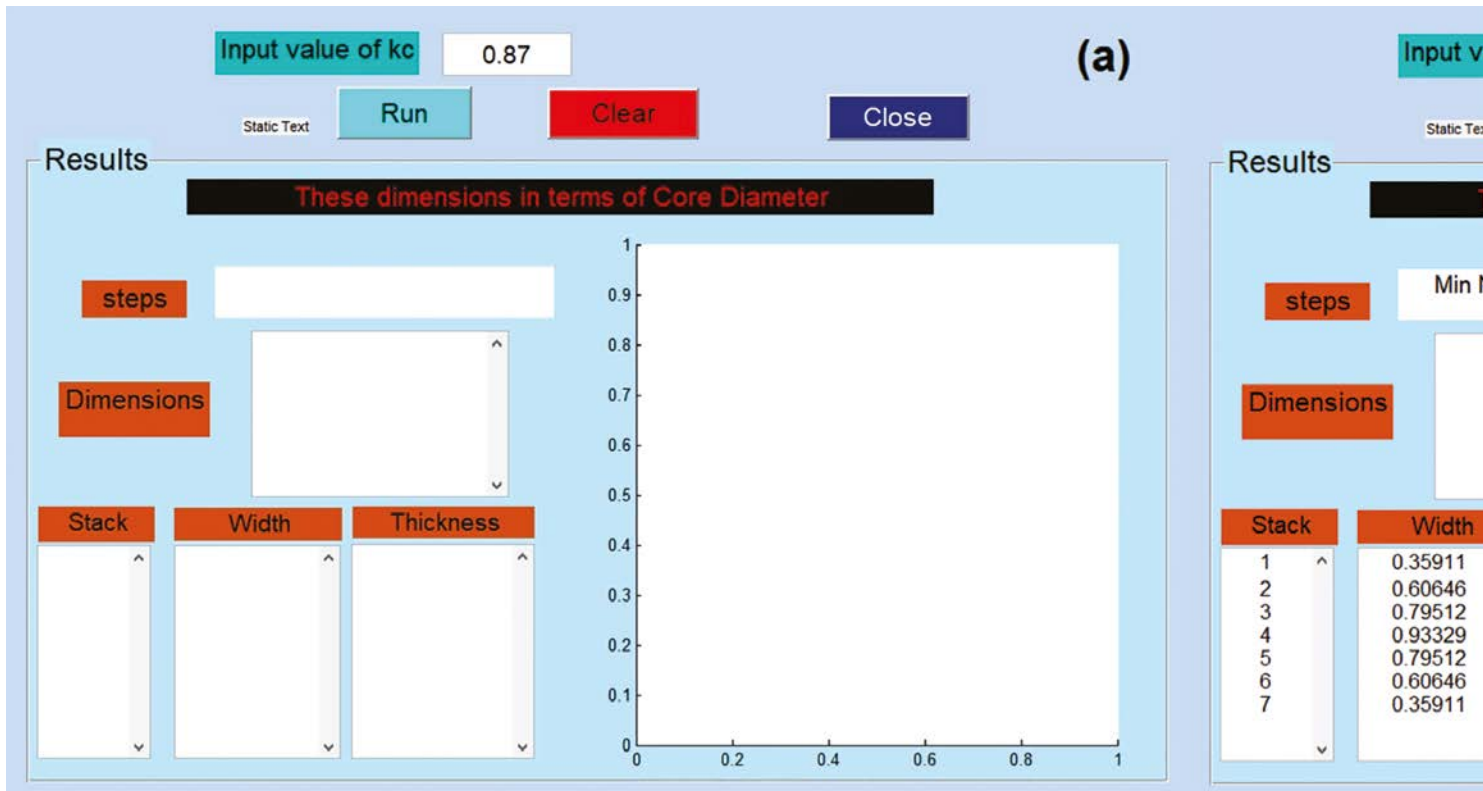 Input value of kc 0.87
(a)
Static Text Run Clear Close
Results
These dimensions in terms of Core Diameter
steps
Dimensions
Stack Width Thickness
1
0.9
0.8
0.7
0.6
0.5
0.4
0.3
0.2
0.1
0
0 0.2 0.4 0.6 0.8 1
Input v
Static Te
Results
steps Min
Dimensions
Stack Width
1 0.35911
2 0.60646
3 0.79512
4 0.93329
5 0.79512
6 0.60646
7 0.35911